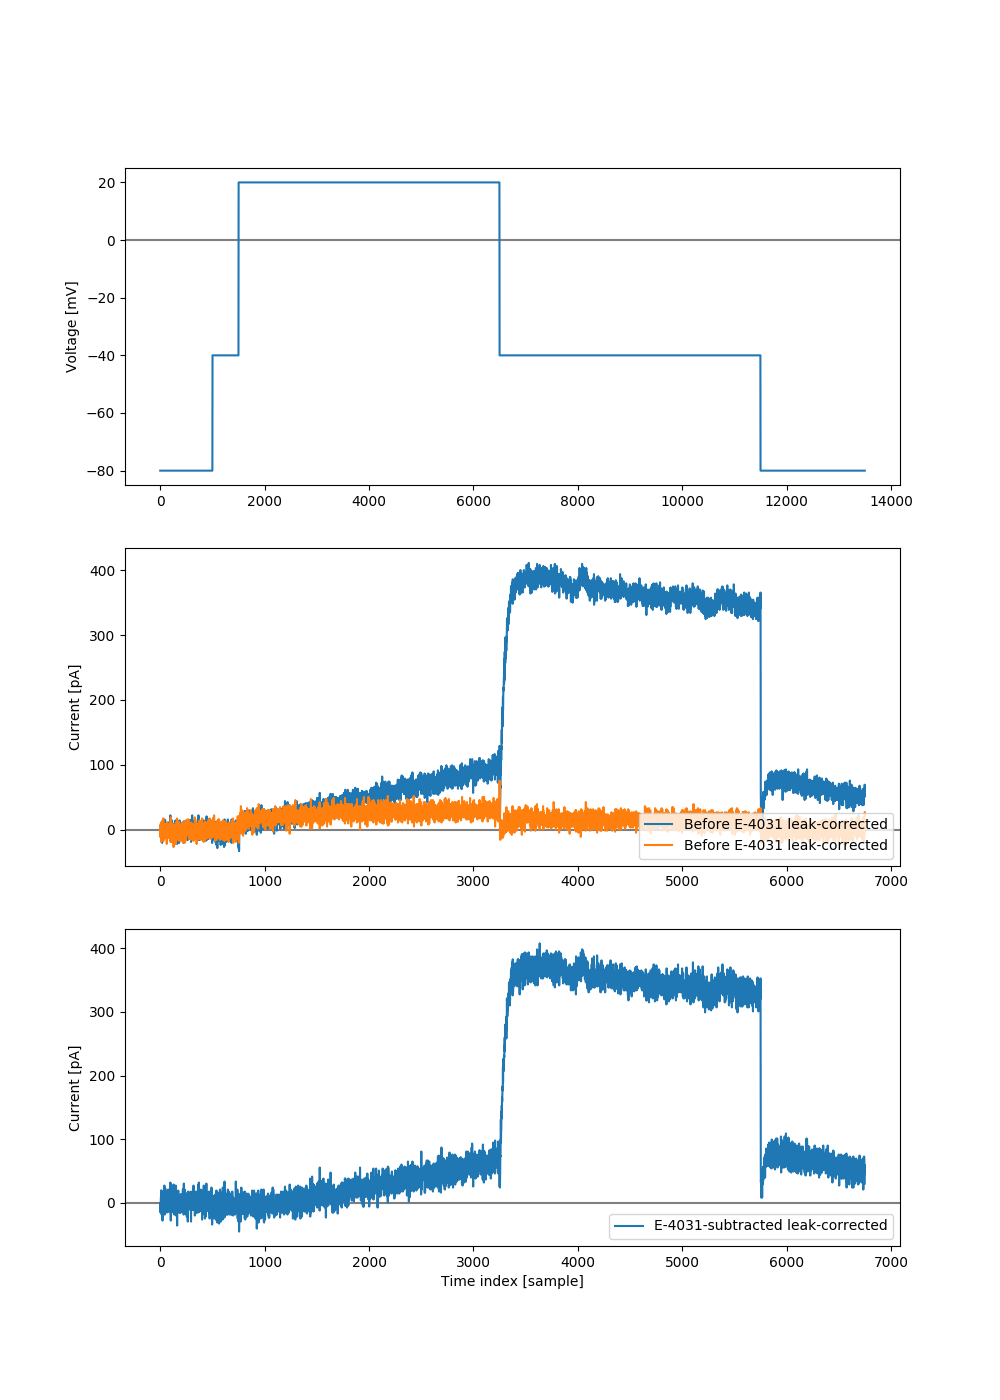 20
0
−20
−40
−60
−80
Voltage [mV]
0 2000 4000 6000 8000 10000 12000 14000
400
300
200
100
0
Current [pA]
Before E-4031 leak-corrected
Before E-4031 leak-corrected
0 1000 2000 3000 4000 5000 6000 7000
400
300
200
100
0
Current [pA]
E-4031-subtracted leak-corrected
0 1000 2000 3000 4000 5000 6000 7000
Time index [sample]